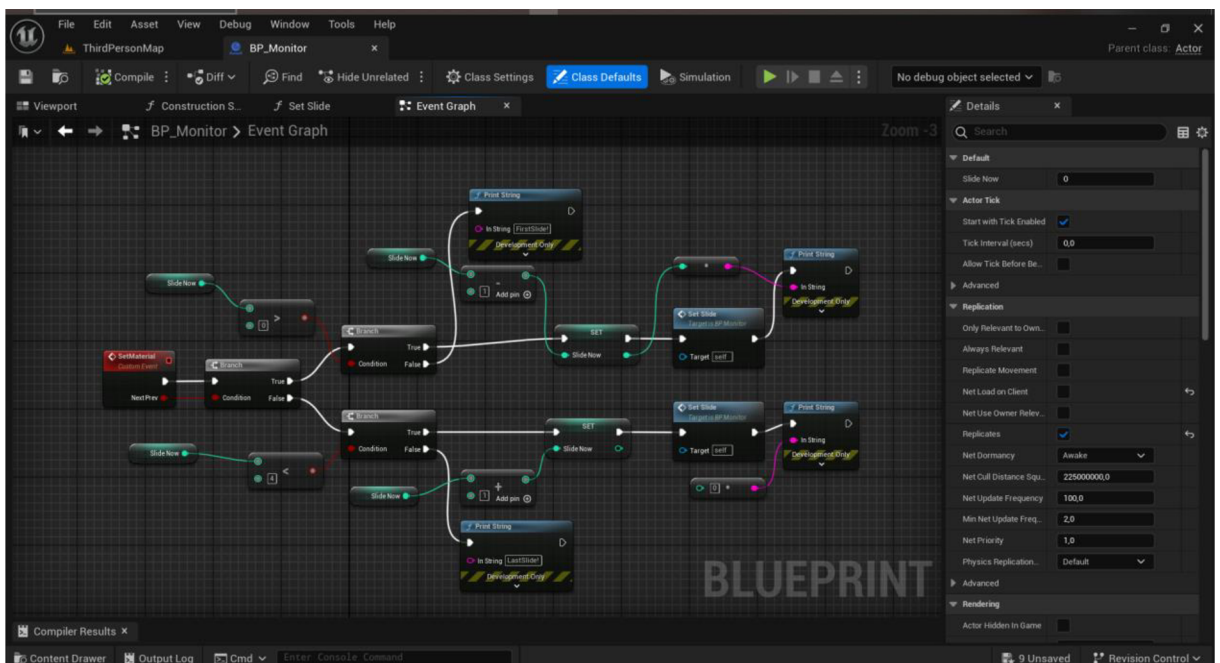 File Edit Asset View Debug Window Tools Help
ThirdPersonMap BP_Monitor × Parent class: Actor
Compile Diff Find Hide Unrelated Class Settings Class Defaults Simulation No debug object selected
Viewport Construction S... Set Slide Event Graph × Details ×
BP_Monitor > Event Graph Zoom -3
Search
Default
Slide Now 0
Actor Tick
Start with Tick Enabled
Tick Interval (secs) 0,0
Allow Tick Before Be...
Advanced
Replication
Only Relevant to Own...
Always Relevant
Replicate Movement
Net Load on Client
Net Use Owner Relev...
Replicates
Net Dormancy Awake
Net Cull Distance Squ... 225000000,0
Net Update Frequency 100,0
Min Net Update Freq... 2,0
Net Priority 1,0
Physics Replication... Default
Advanced
Rendering
Actor Hidden In Game
Print String
In String FirstSlide!
Development Only
Slide Now
-
1 Add pin
Slide Now
0 >
Print String
In String
Development Only
Set Slide
Target is BP Monitor
Target self
SET
Slide Now
Branch
True
Condition False
SetMaterial
Custom Event
Next Prev
Branch
True
Condition False
Branch
True
Condition False
SET
Slide Now
Set Slide
Target is BP Monitor
Target self
Print String
In String
Development Only
Slide Now
4 <
0
Slide Now
+
1 Add pin
Print String
In String LastSlide!
Development Only
BLUEPRINT
Compiler Results ×
Content Drawer Output Log Cmd Enter Console Command 9 Unsaved Revision Control